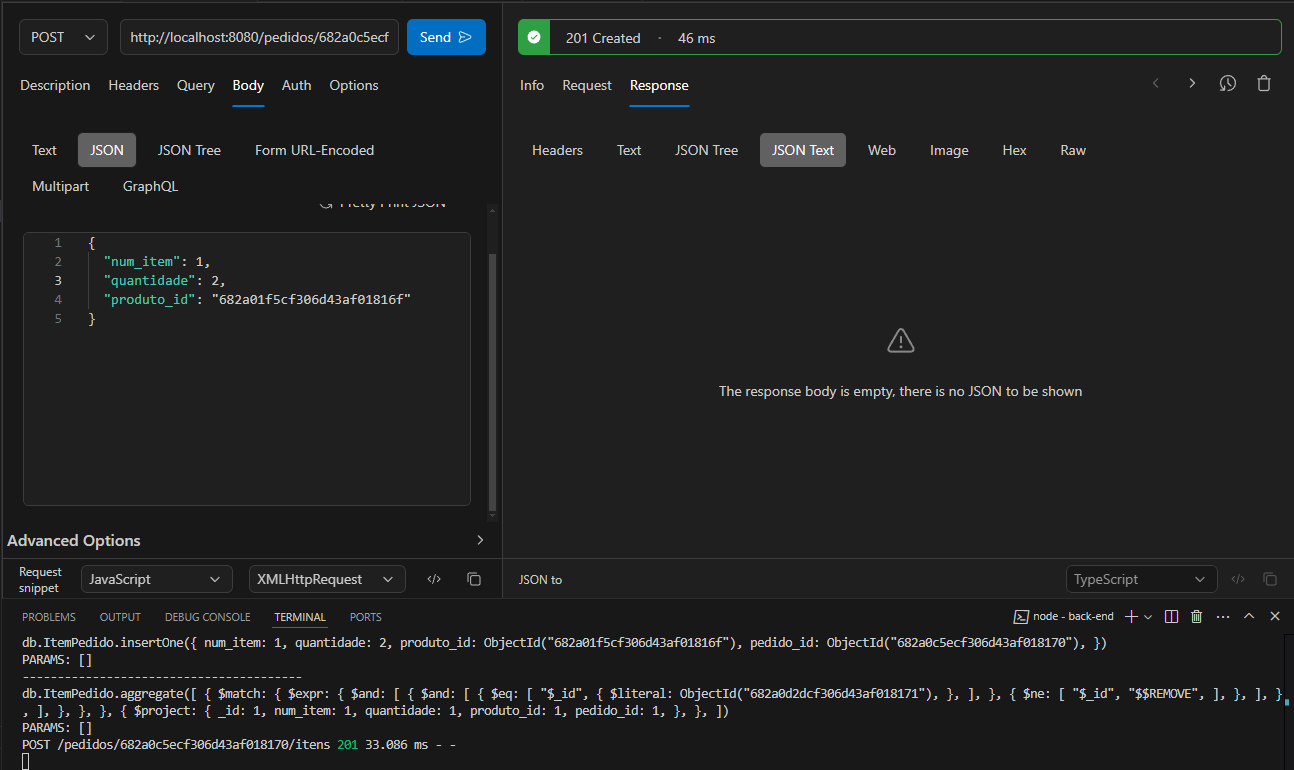 POST
http://localhost:8080/pedidos/682a0c5ecf
Send
Description Headers Query Body Auth Options
Text JSON JSON Tree Form URL-Encoded
Multipart GraphQL
Pretty Print JSON
1 {
2 "num_item": 1,
3 "quantidade": 2,
4 "produto_id": "682a01f5cf306d43af01816f"
5 }
Advanced Options
Request snippet
JavaScript
XMLHttpRequest
201 Created · 46 ms
Info Request Response
Headers Text JSON Tree JSON Text Web Image Hex Raw
The response body is empty, there is no JSON to be shown
JSON to
TypeScript
PROBLEMS OUTPUT DEBUG CONSOLE TERMINAL PORTS
node - back-end
db.ItemPedido.insertOne({ num_item: 1, quantidade: 2, produto_id: ObjectId("682a01f5cf306d43af01816f"), pedido_id: ObjectId("682a0c5ecf306d43af018170"), })
PARAMS: []
----------------------------------------
db.ItemPedido.aggregate([ { $match: { $expr: { $and: [ { $and: [ { $eq: [ "$_id", { $literal: ObjectId("682a0d2dcf306d43af018171"), }, ], }, { $ne: [ "$_id", "$$REMOVE", ], }, ], }
, ], }, }, }, { $project: { _id: 1, num_item: 1, quantidade: 1, produto_id: 1, pedido_id: 1, }, }, ])
PARAMS: []
POST /pedidos/682a0c5ecf306d43af018170/itens 201 33.086 ms - -